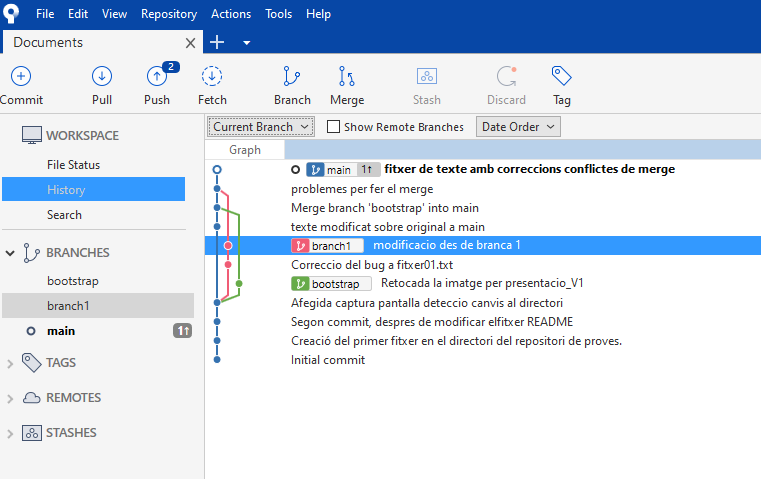 File Edit View Repository Actions Tools Help
Documents
2
Commit Pull Push Fetch Branch Merge Stash Discard Tag
Current Branch Show Remote Branches Date Order
WORKSPACE
File Status
History
Search
BRANCHES
bootstrap
branch1
main 1↑
TAGS
REMOTES
STASHES
Graph
main 1↑ fitxer de texte amb correccions conflictes de merge
problemes per fer el merge
Merge branch 'bootstrap' into main
texte modificat sobre original a main
branch1 modificacio des de branca 1
Correccio del bug a fitxer01.txt
bootstrap Retocada la imatge per presentacio_V1
Afegida captura pantalla deteccio canvis al directori
Segon commit, despres de modificar elfitxer README
Creació del primer fitxer en el directori del repositori de proves.
Initial commit